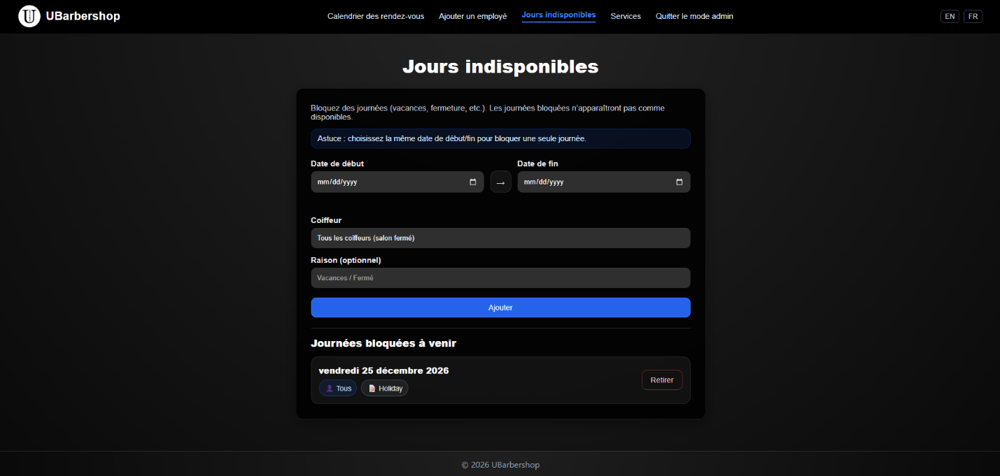 UBarbershop
Calendrier des rendez-vous
Ajouter un employé
Jours indisponibles
Services
Quitter le mode admin
EN
FR
Jours indisponibles
Bloquez des journées (vacances, fermeture, etc.). Les journées bloquées n’apparaîtront pas comme
disponibles.
Astuce : choisissez la même date de début/fin pour bloquer une seule journée.
Date de début
Date de fin
mm/dd/yyyy
→
mm/dd/yyyy
Coiffeur
Tous les coiffeurs (salon fermé)
Raison (optionnel)
Vacances / Fermé
Ajouter
Journées bloquées à venir
vendredi 25 décembre 2026
Tous
Holiday
Retirer
© 2026 UBarbershop